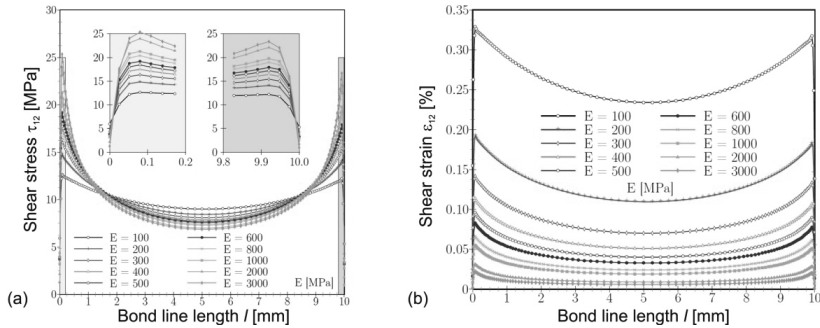 30
25
20
15
10
5
0
Shear stress τ12 [MPa]
25
20
15
10
5
0
0
0.1
0.2
25
20
15
10
5
0
9.8
9.9
10.0
E = 100
E = 200
E = 300
E = 400
E = 500
E = 600
E = 800
E = 1000
E = 2000
E = 3000
E [MPa]
0 1 2 3 4 5 6 7 8 9 10
(a)
Bond line length l [mm]
0.35
0.30
0.25
0.20
0.15
0.10
0.05
0
Shear strain ε12 [%]
E = 100
E = 200
E = 300
E = 400
E = 500
E = 600
E = 800
E = 1000
E = 2000
E = 3000
E [MPa]
0 1 2 3 4 5 6 7 8 9 10
(b)
Bond line length l [mm]